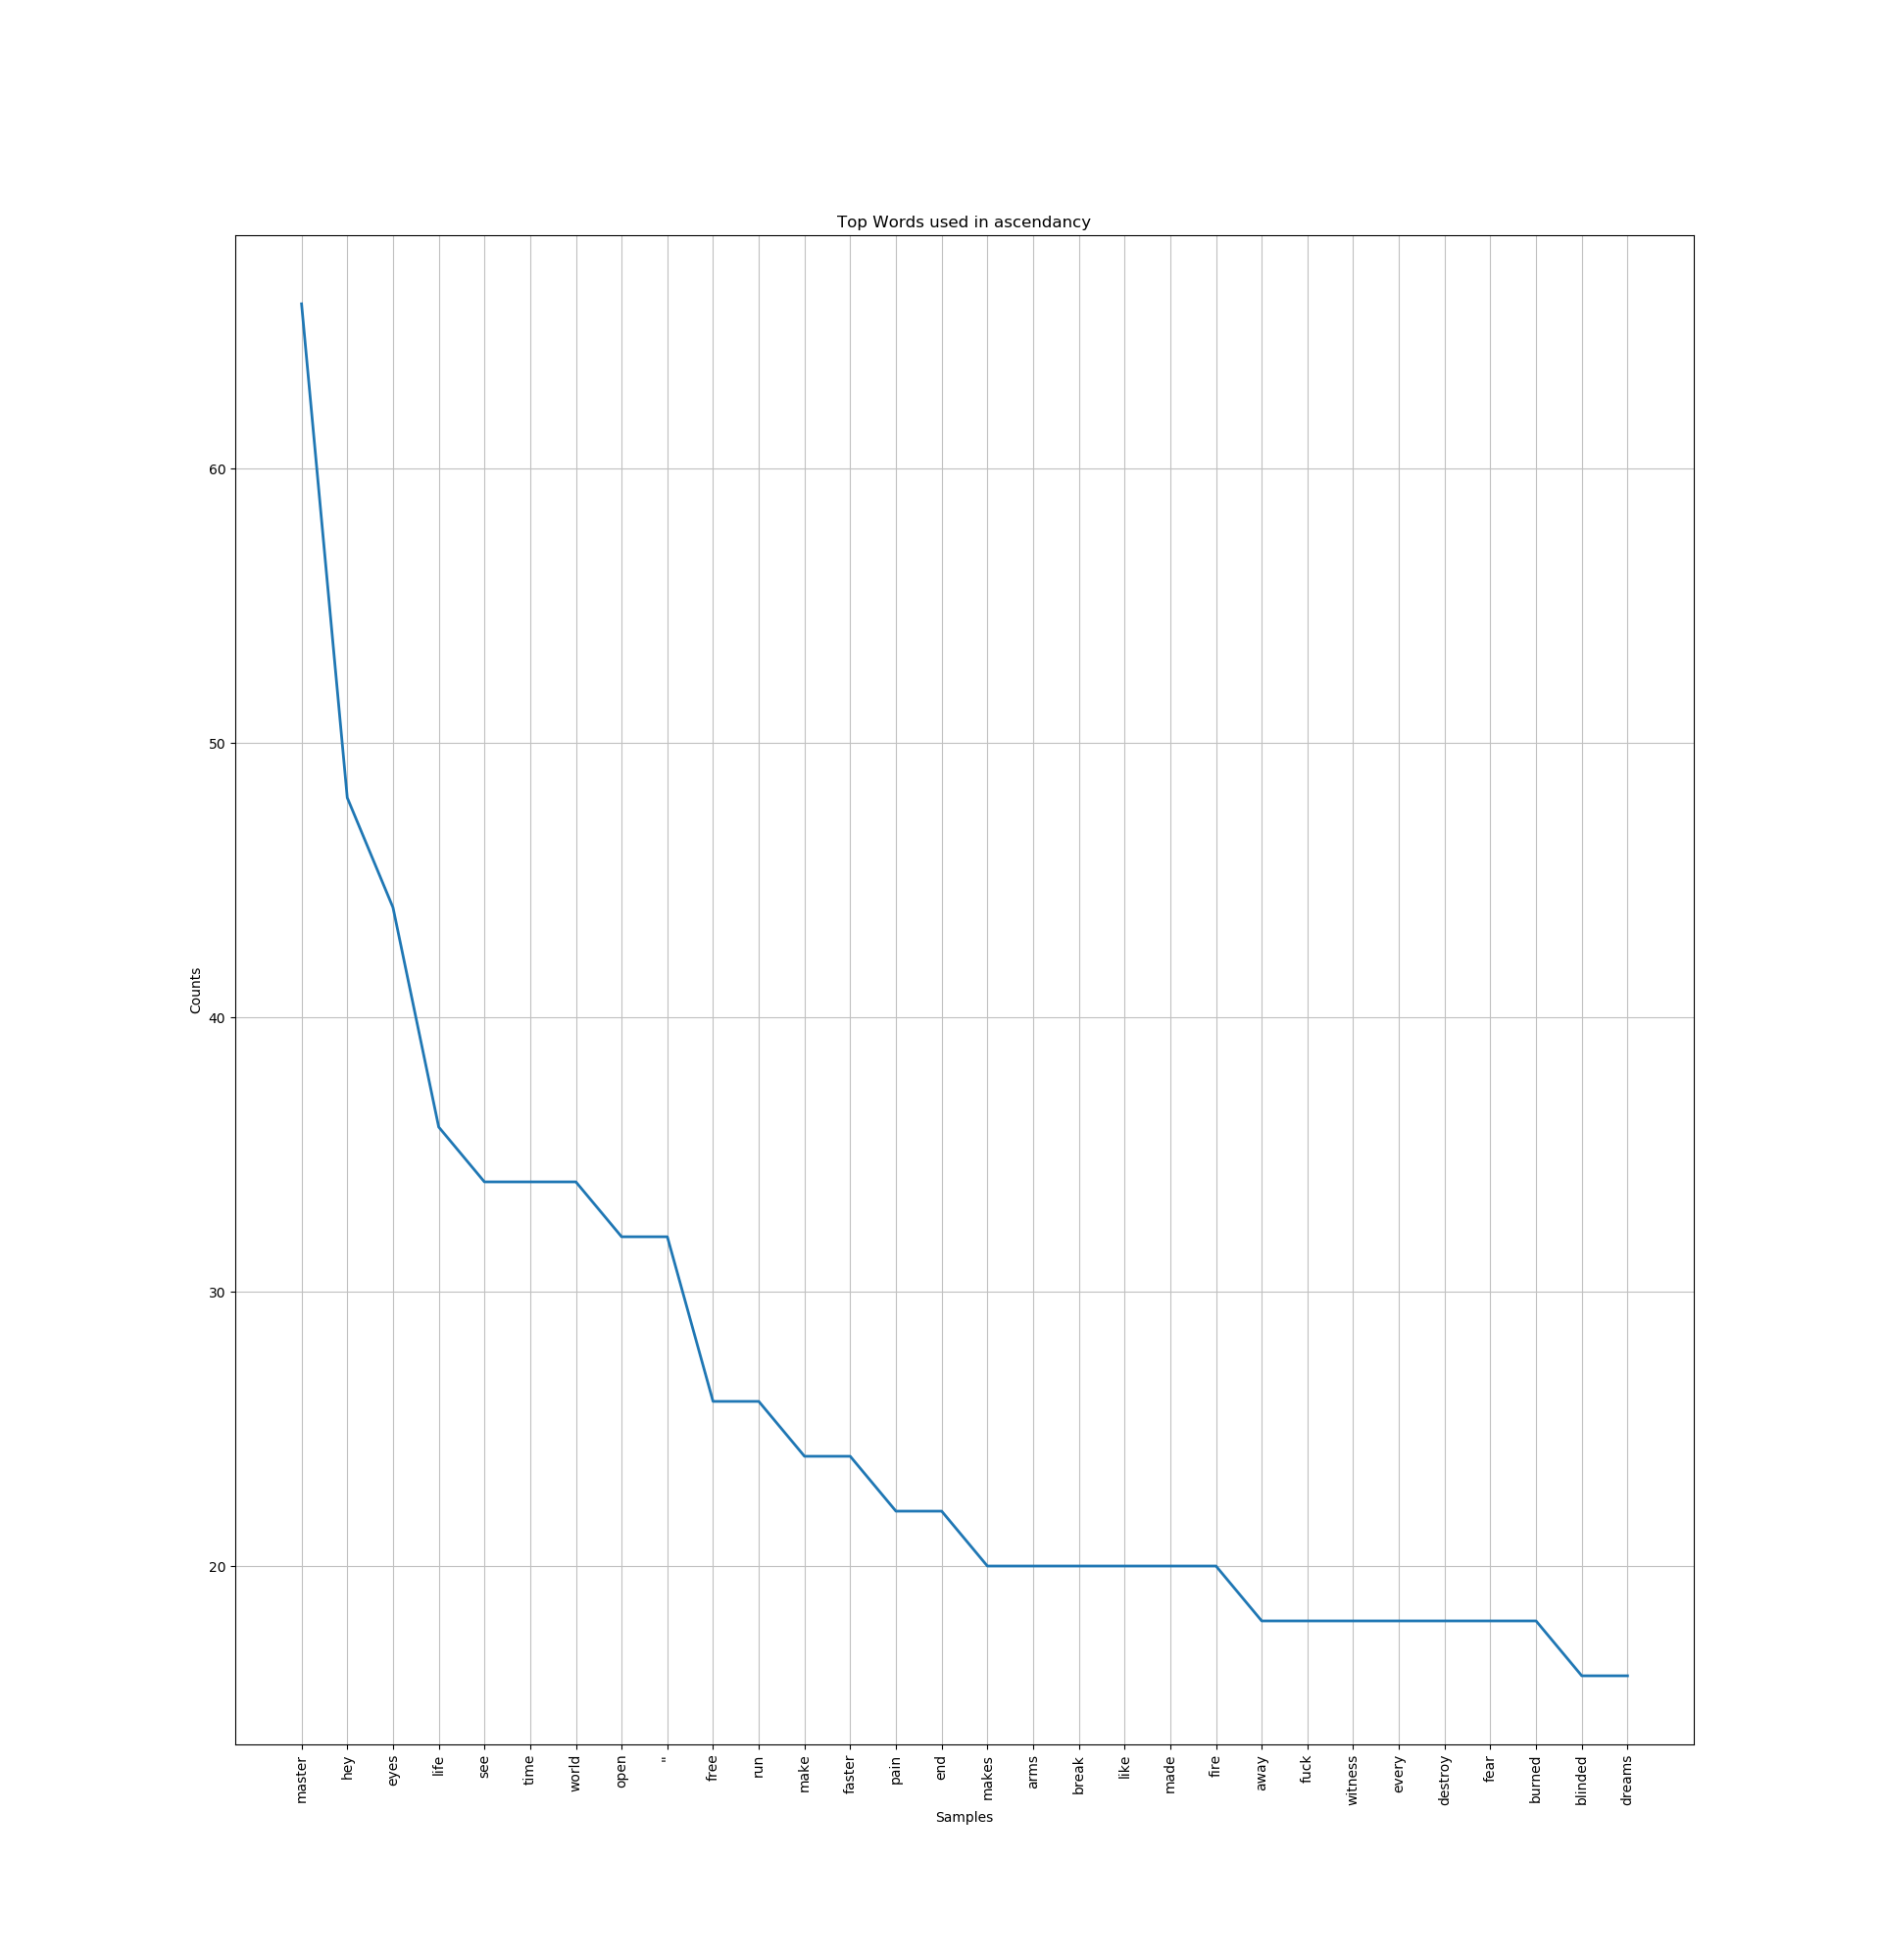 Top Words used in ascendancy
Counts
60
50
40
30
20
master
hey
eyes
life
see
time
world
open
"
free
run
make
faster
pain
end
makes
arms
break
like
made
fire
away
fuck
witness
every
destroy
fear
burned
blinded
dreams
Samples